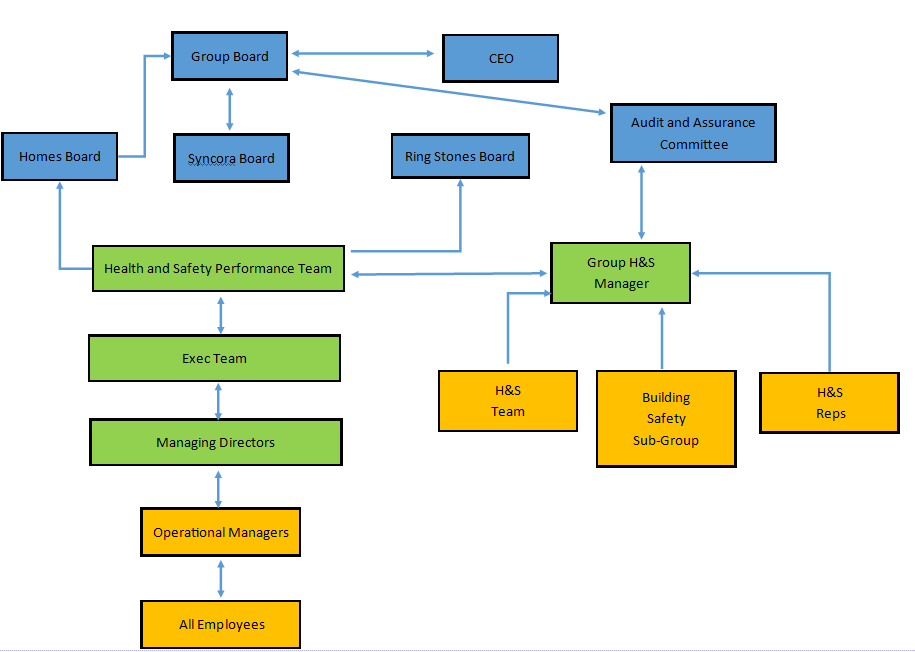 Group Board
CEO
Audit and Assurance
Committee
Homes Board
Syncora Board
Ring Stones Board
Health and Safety Performance Team
Group H&S
Manager
Exec Team
H&S
Team
Building
Safety
Sub-Group
H&S
Reps
Managing Directors
Operational Managers
All Employees